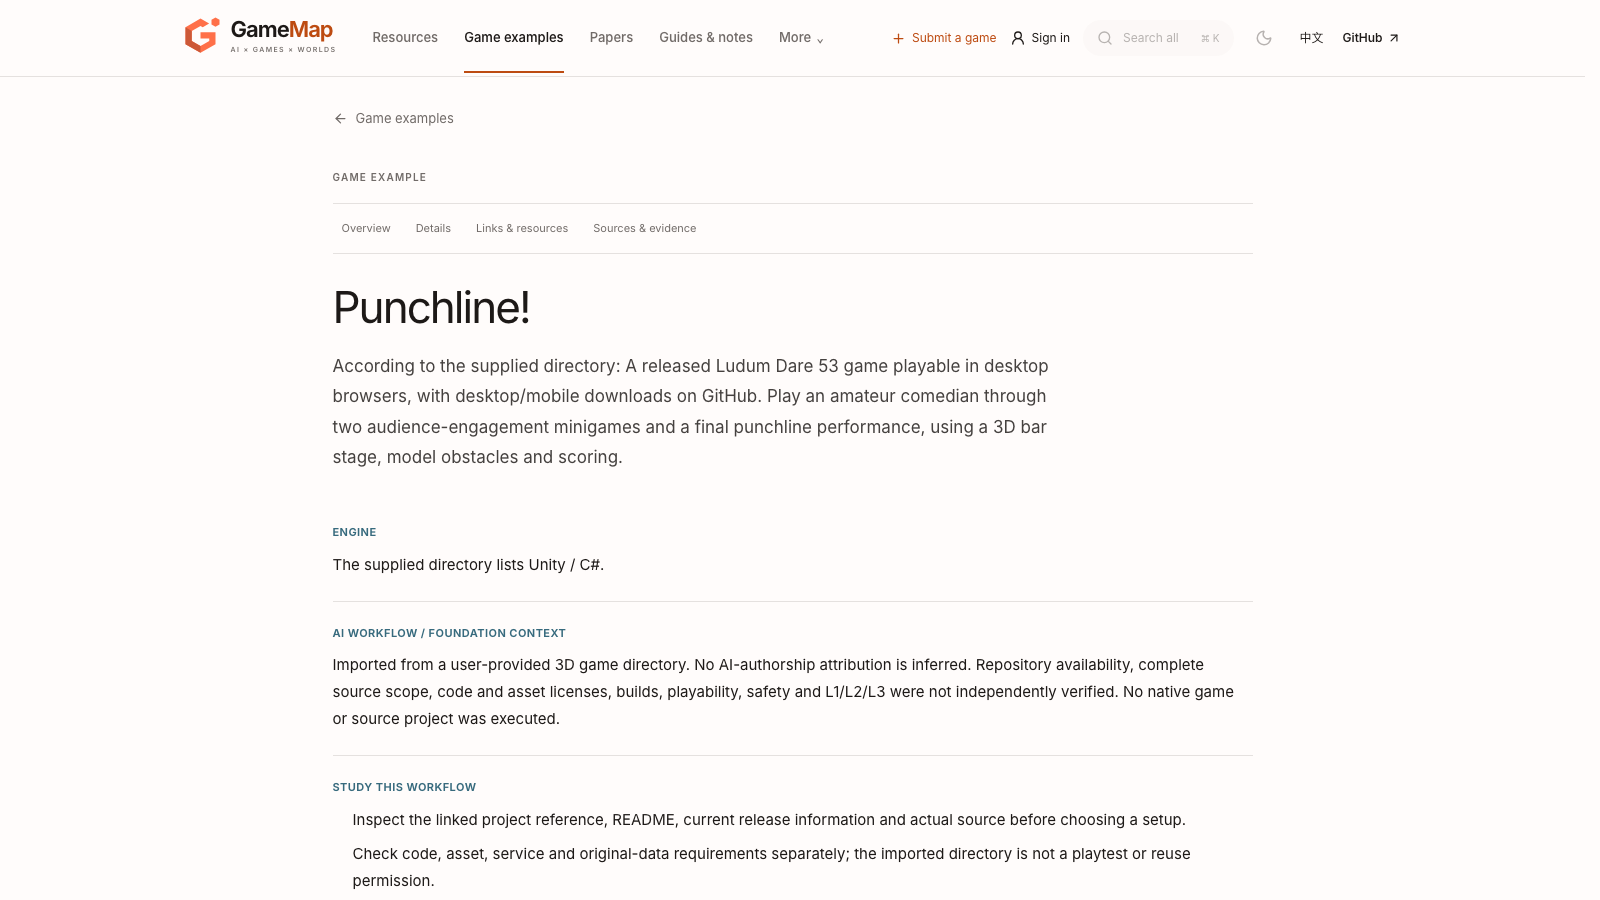 GameMap
AI × GAMES × WORLDS
Resources
Game examples
Papers
Guides & notes
More
Submit a game
Sign in
Search all
⌘ K
中文
GitHub
Game examples
GAME EXAMPLE
Overview
Details
Links & resources
Sources & evidence
Punchline!
According to the supplied directory: A released Ludum Dare 53 game playable in desktop
browsers, with desktop/mobile downloads on GitHub. Play an amateur comedian through
two audience-engagement minigames and a final punchline performance, using a 3D bar
stage, model obstacles and scoring.
ENGINE
The supplied directory lists Unity / C#.
AI WORKFLOW / FOUNDATION CONTEXT
Imported from a user-provided 3D game directory. No AI-authorship attribution is inferred. Repository availability, complete
source scope, code and asset licenses, builds, playability, safety and L1/L2/L3 were not independently verified. No native game
or source project was executed.
STUDY THIS WORKFLOW
Inspect the linked project reference, README, current release information and actual source before choosing a setup.
Check code, asset, service and original-data requirements separately; the imported directory is not a playtest or reuse
permission.